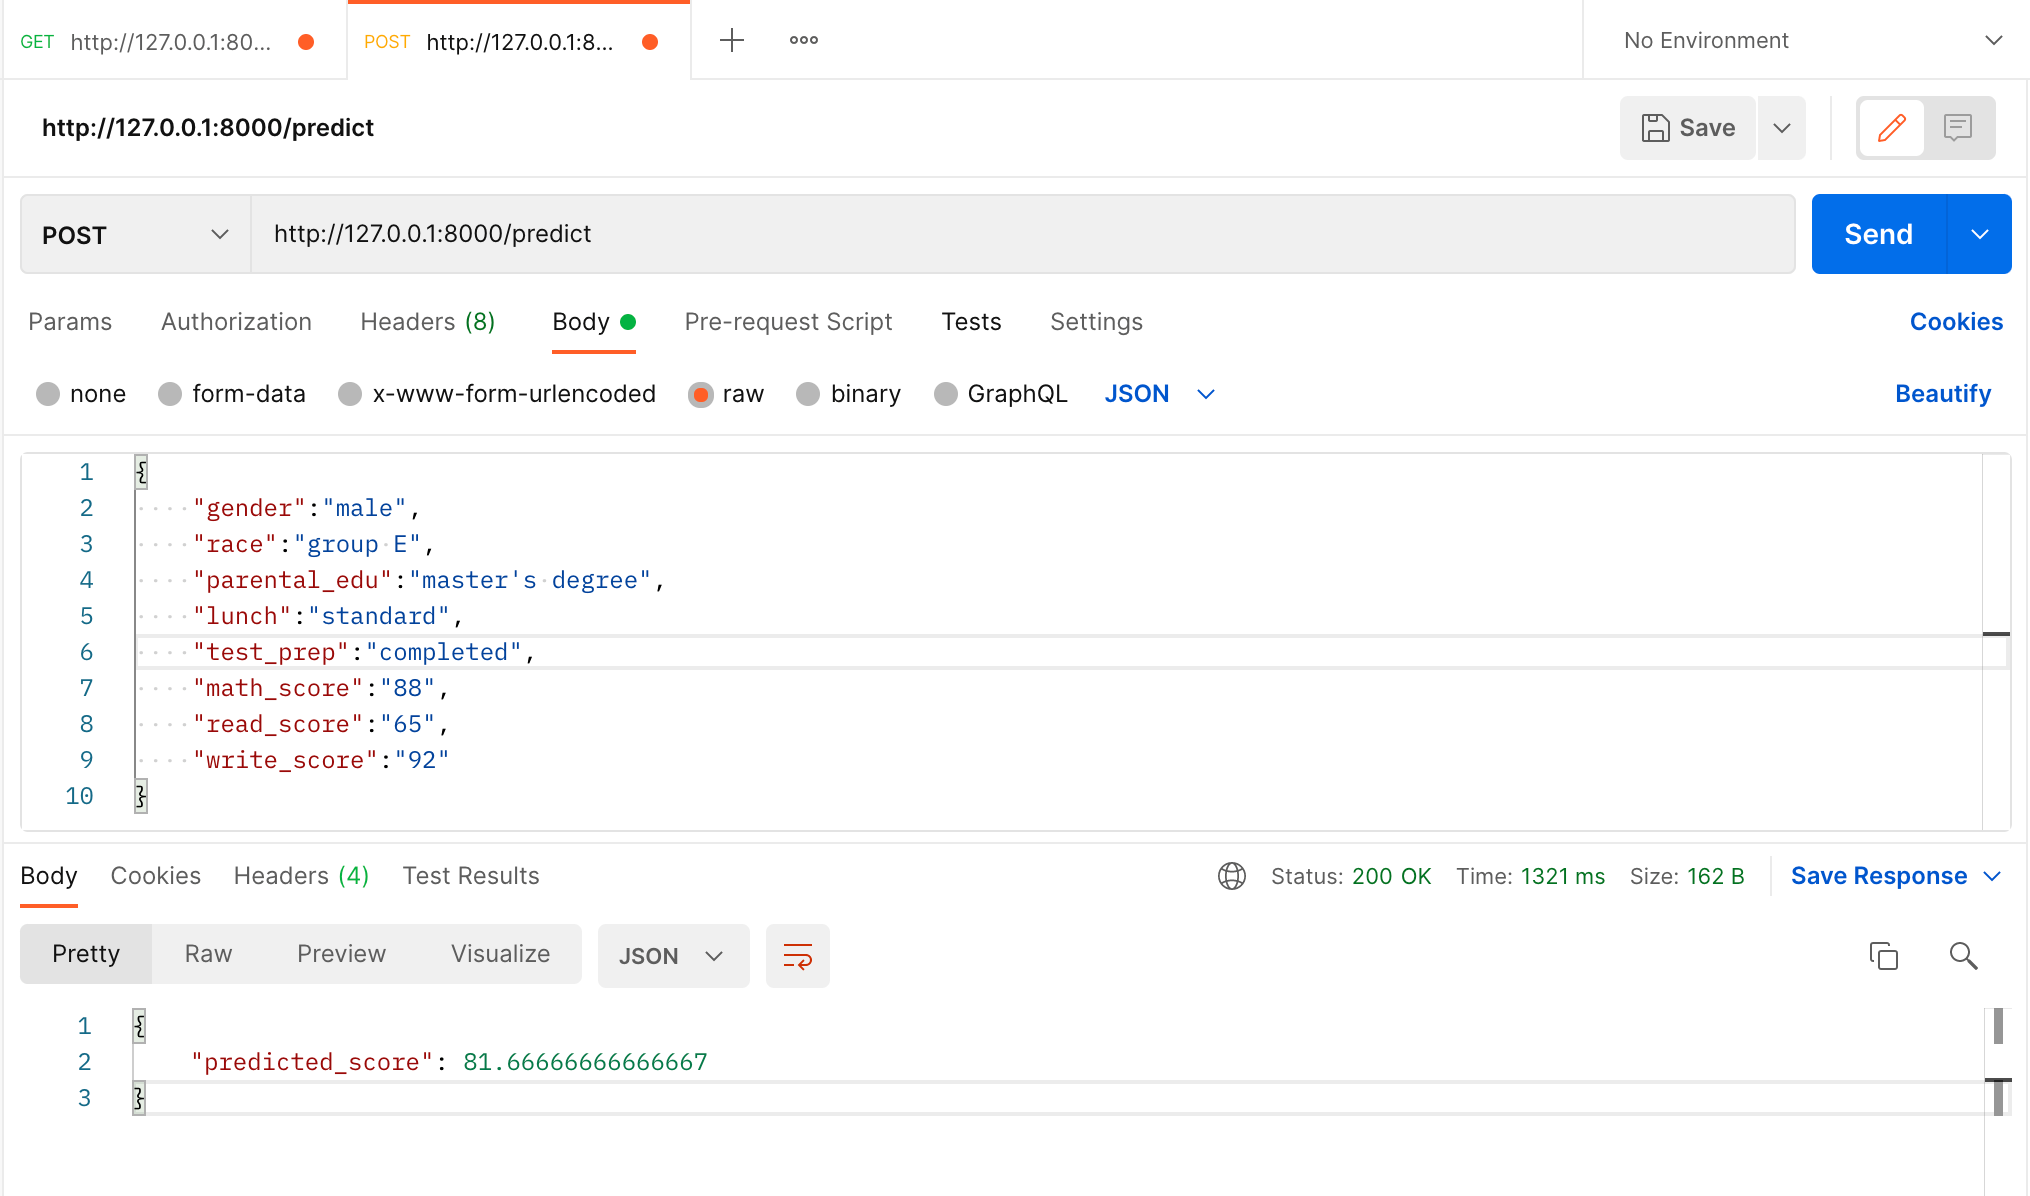 GET http://127.0.0.1:80... POST http://127.0.0.1:8... No Environment
http://127.0.0.1:8000/predict Save
POST http://127.0.0.1:8000/predict Send
Params Authorization Headers (8) Body Pre-request Script Tests Settings Cookies
none form-data x-www-form-urlencoded raw binary GraphQL JSON Beautify
1 {
2 "gender":"male",
3 "race":"group E",
4 "parental_edu":"master's degree",
5 "lunch":"standard",
6 "test_prep":"completed",
7 "math_score":"88",
8 "read_score":"65",
9 "write_score":"92"
10 }
Body Cookies Headers (4) Test Results Status: 200 OK Time: 1321 ms Size: 162 B Save Response
Pretty Raw Preview Visualize JSON
1 {
2 "predicted_score": 81.66666666666667
3 }